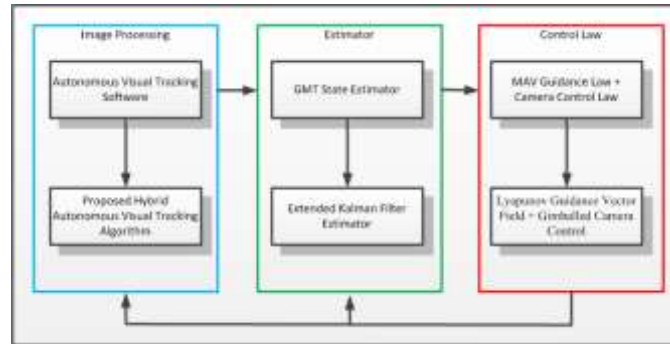 Image Processing
Autonomous Visual Tracking
Software
Proposed Hybrid
Autonomous Visual Tracking
Algorithm
Estimator
GMT State Estimator
Extended Kalman Filter
Estimator
Control Law
MAV Guidance Law +
Camera Control Law
Lyapunov Guidance Vector
Field + Gimballed Camera
Control